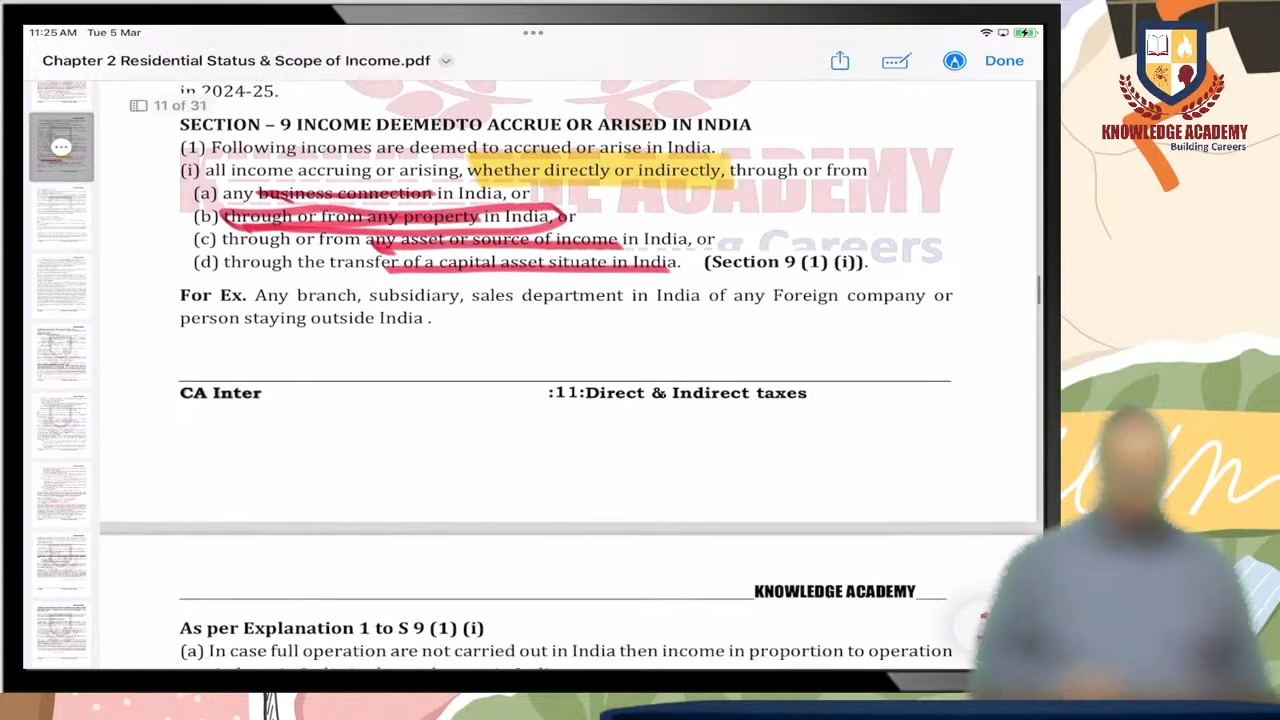 11:25 AM Tue 5 Mar
Chapter 2 Residential Status & Scope of Income.pdf
Done
KNOWLEDGE ACADEMY
Building Careers
11 of 31
in 2024-25.
SECTION – 9 INCOME DEEMEDTO ACCRUE OR ARISED IN INDIA
(1) Following incomes are deemed to accrued or arise in India.
(i) all income accruing or arising, whether directly or indirectly, through or from
(a) any business connection in India
(b) through or from any property in India, or
(c) through or from any asset or source of income in India, or
(d) through the transfer of a capital asset situate in India. (Section 9 (1) (i)).
Any branch, subsidiary, sales department in India of any foreign company or
person staying outside India .
CA Inter :11:Direct & Indirect taxes
KNOWLEDGE ACADEMY
As per Explanation 1 to S9 (1) (i)
(a) In case full operation are not carried out in India then income in proportion to operation